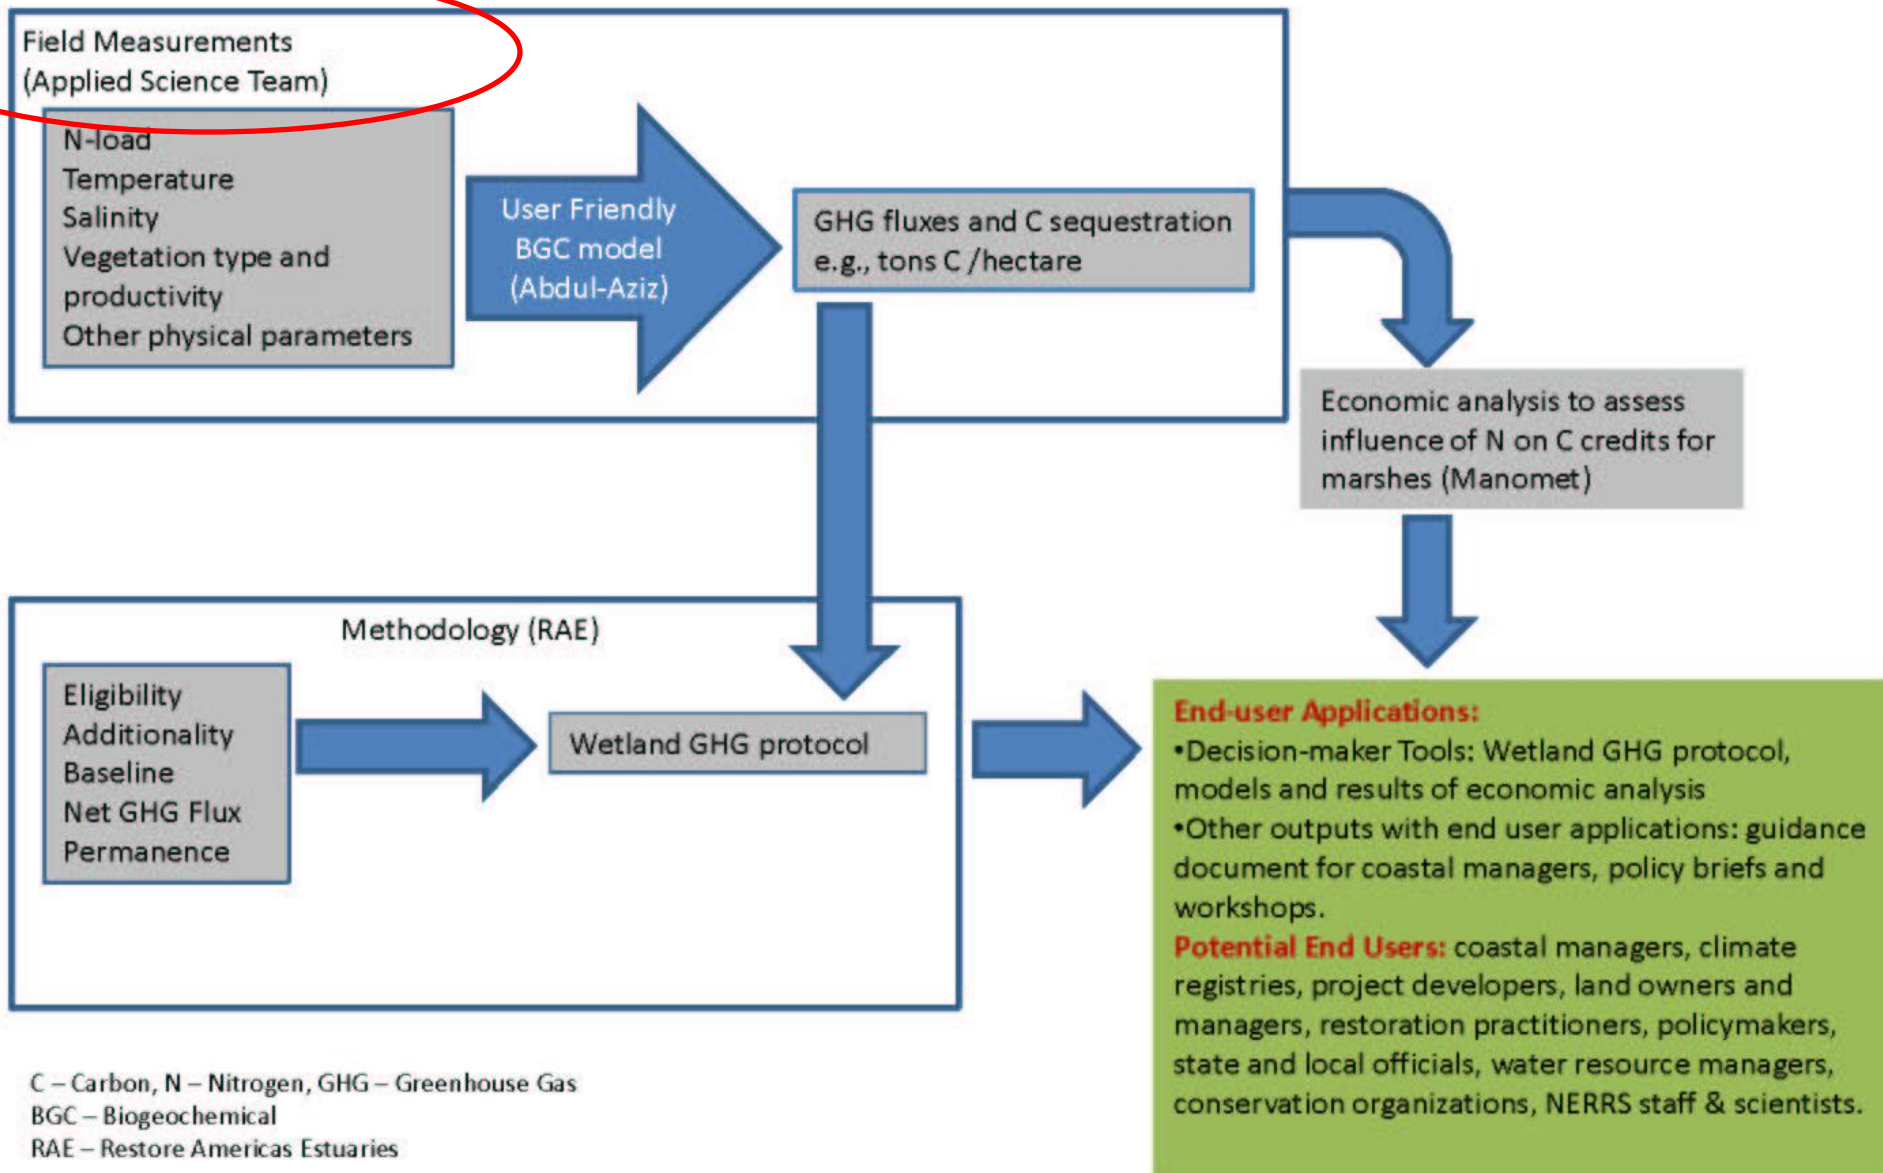 Field Measurements
(Applied Science Team)
N-load
Temperature
Salinity
Vegetation type and
productivity
Other physical parameters
User Friendly
BGC model
(Abdul-Aziz)
GHG fluxes and C sequestration
e.g., tons C /hectare
Economic analysis to assess
influence of N on C credits for
marshes (Manomet)
Methodology (RAE)
Eligibility
Additionality
Baseline
Net GHG Flux
Permanence
Wetland GHG protocol
End-user Applications:
•Decision-maker Tools: Wetland GHG protocol,
models and results of economic analysis
•Other outputs with end user applications: guidance
document for coastal managers, policy briefs and
workshops.
Potential End Users: coastal managers, climate
registries, project developers, land owners and
managers, restoration practitioners, policymakers,
state and local officials, water resource managers,
conservation organizations, NERRS staff & scientists.
C – Carbon, N – Nitrogen, GHG – Greenhouse Gas
BGC – Biogeochemical
RAE – Restore Americas Estuaries